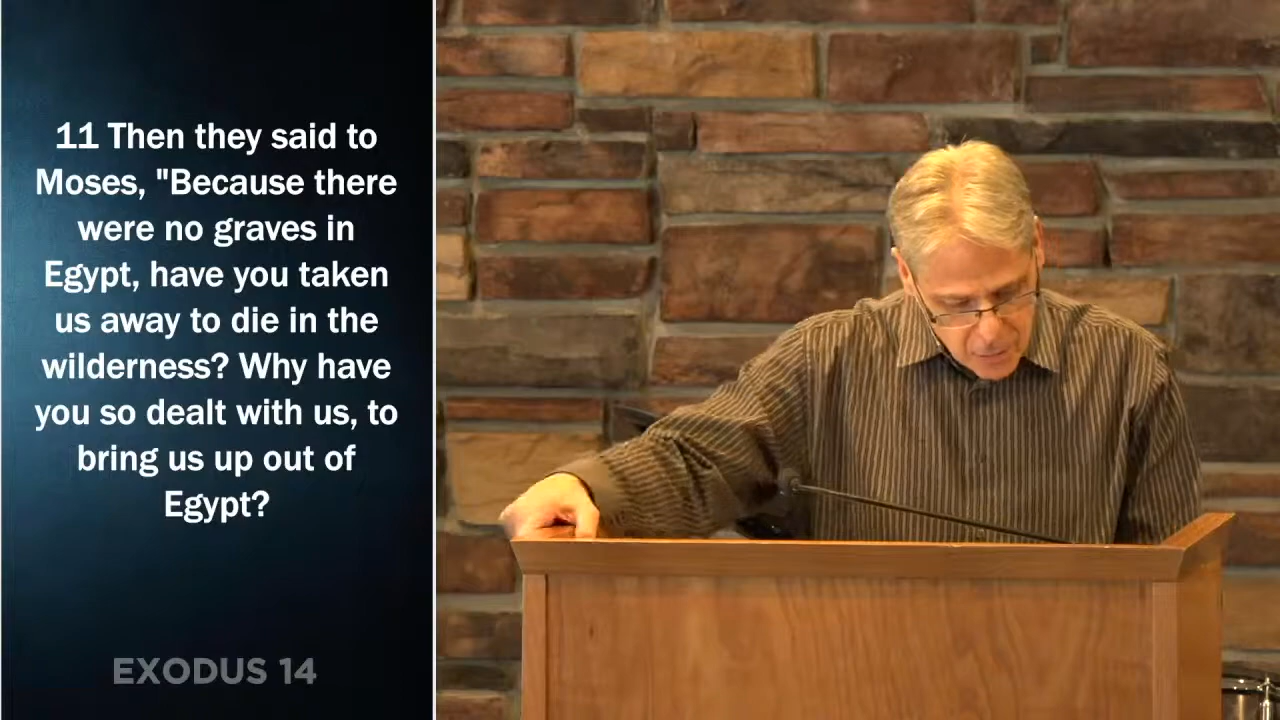 11 Then they said to
Moses, "Because there
were no graves in
Egypt, have you taken
us away to die in the
wilderness? Why have
you so dealt with us, to
bring us up out of
Egypt?
EXODUS 14